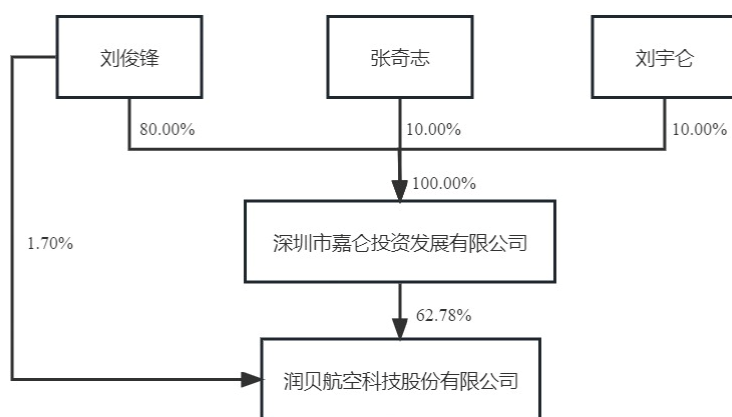 刘俊锋
张奇志
刘宇仑
80.00%
10.00%
10.00%
100.00%
深圳市嘉仑投资发展有限公司
1.70%
62.78%
润贝航空科技股份有限公司